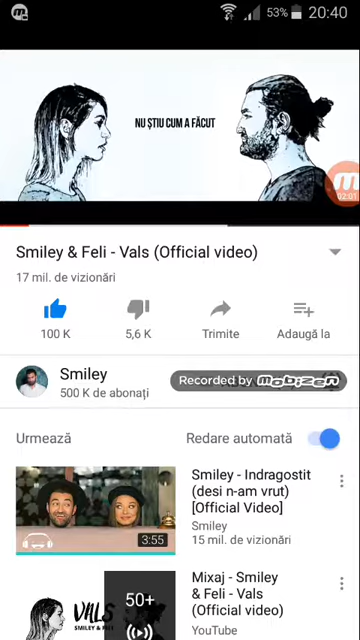 53% 20:40
NU ȘTIU CUM A FĂCUT
02:01
Smiley & Feli - Vals (Official video)
17 mil. de vizionări
100 K
5,6 K
Trimite
Adaugă la
Smiley
500 K de abonați
Recorded by mobizen
Urmează
Redare automată
Smiley - Indragostit
(desi n-am vrut)
[Official Video]
Smiley
15 mil. de vizionări
3:55
Mixaj - Smiley
& Feli - Vals
(Official video)
YouTube
50+
VALS
SMILEY & FELI